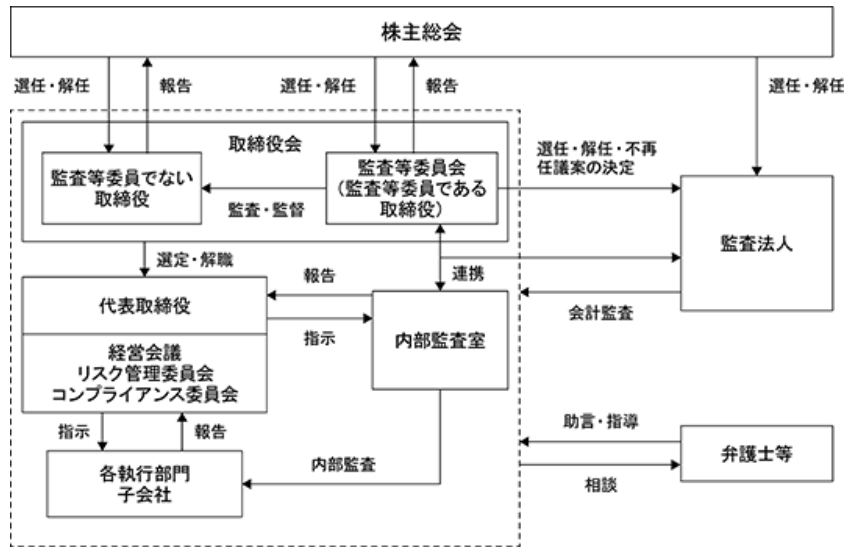 株主総会
選任・解任
報告
選任・解任
報告
選任・解任
取締役会
監査等委員でない
取締役
監査・監督
監査等委員会
（監査等委員である
取締役）
選任・解任・不再
任議案の決定
監査法人
選定・解職
代表取締役
報告
指示
連携
内部監査室
会計監査
経営会議
リスク管理委員会
コンプライアンス委員会
指示
報告
各執行部門
子会社
内部監査
助言・指導
相談
弁護士等